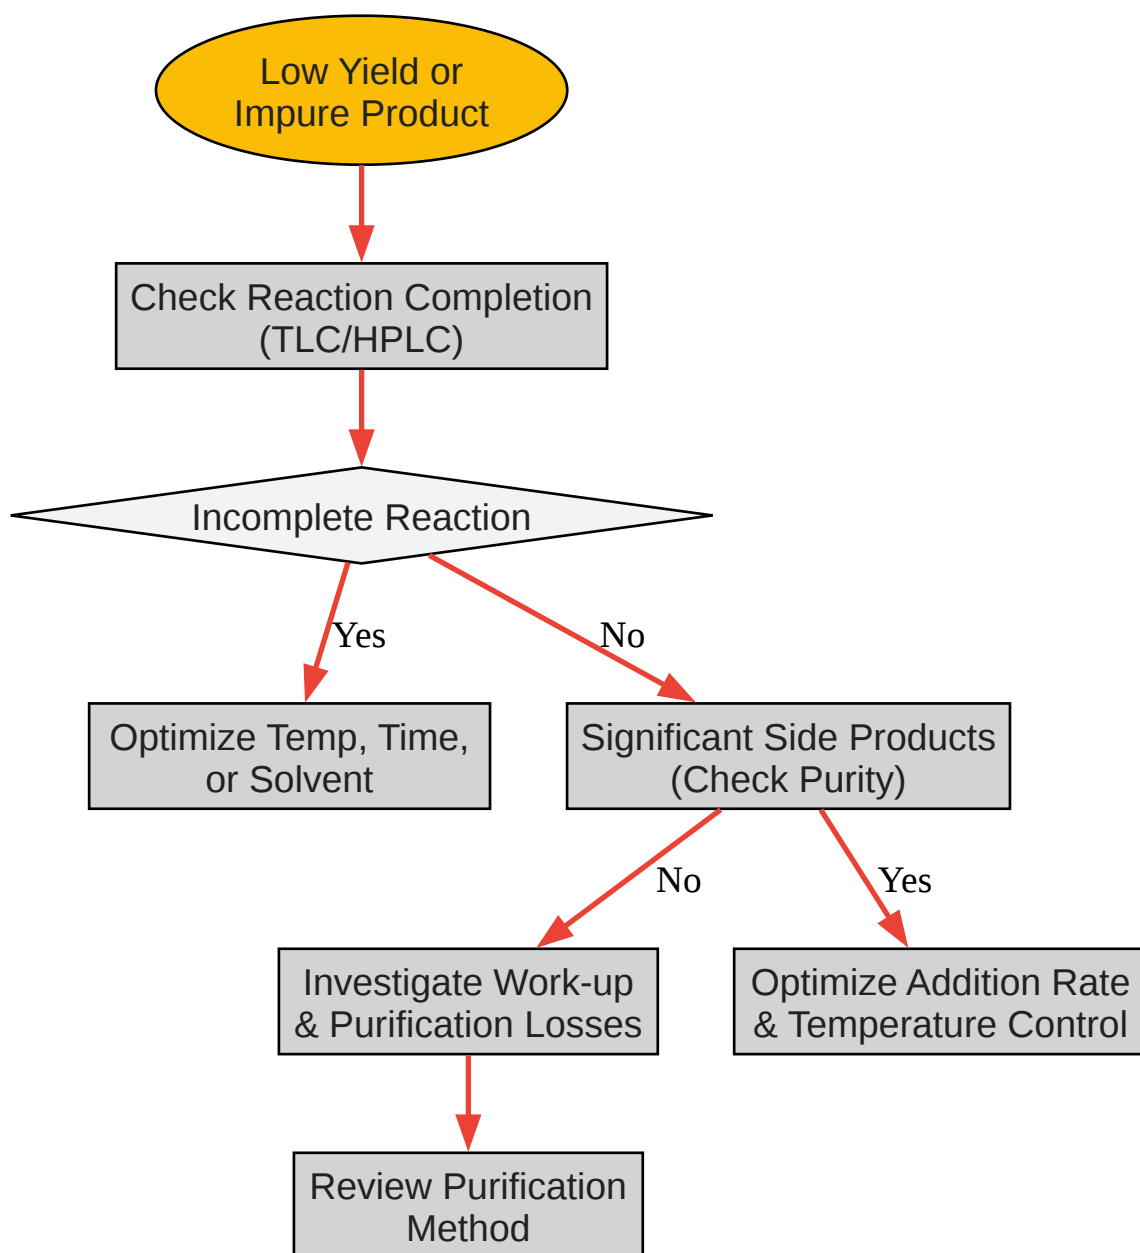 Low Yield or
Impure Product
Check Reaction Completion
(TLC/HPLC)
Incomplete Reaction
Yes
No
Optimize Temp, Time,
or Solvent
Significant Side Products
(Check Purity)
No
Yes
Investigate Work-up
& Purification Losses
Optimize Addition Rate
& Temperature Control
Review Purification
Method